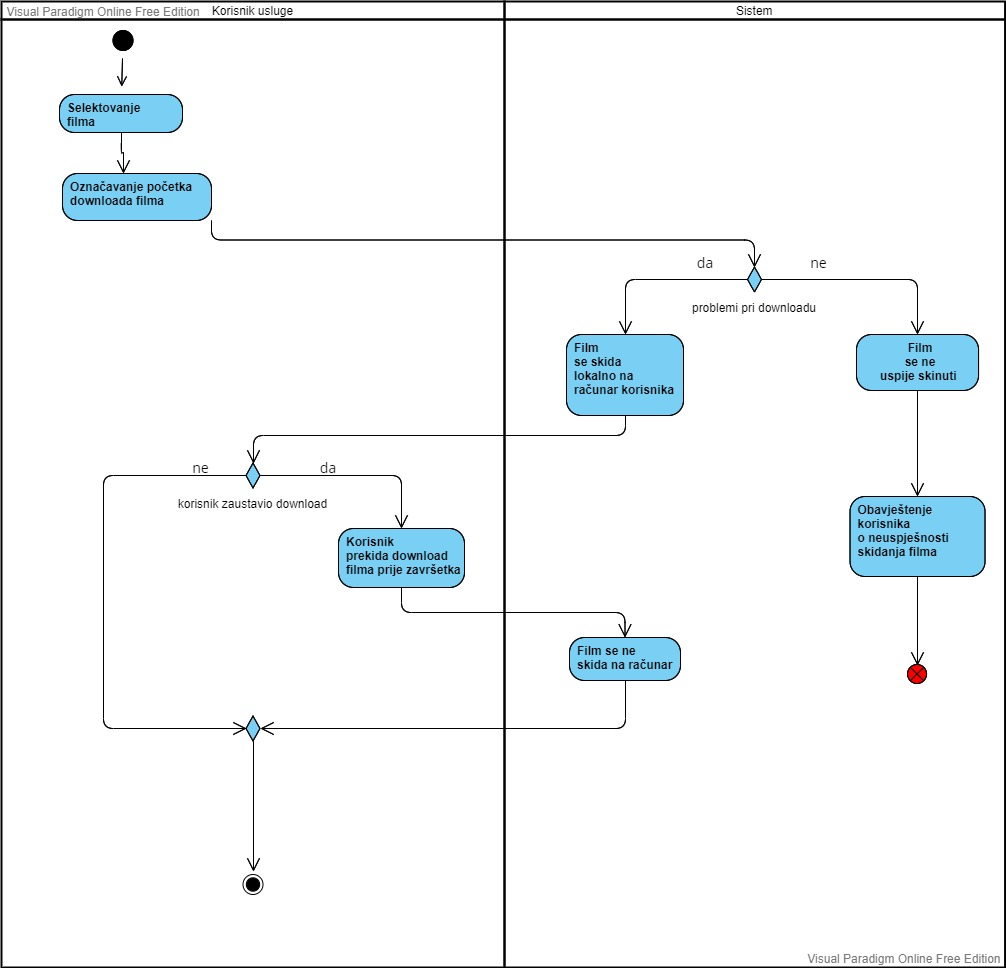 Visual Paradigm Online Free Edition
Korisnik usluge
Sistem
Selektovanje
filma
Označavanje početka
downloada filma
da
ne
problemi pri downloadu
Film
se skida
lokalno na
računar korisnika
Film
se ne
uspije skinuti
ne
da
korisnik zaustavio download
Obavještenje
korisnika
o neuspješnosti
skidanja filma
Korisnik
prekida download
filma prije završetka
Film se ne
skida na računar
Visual Paradigm Online Free Edition